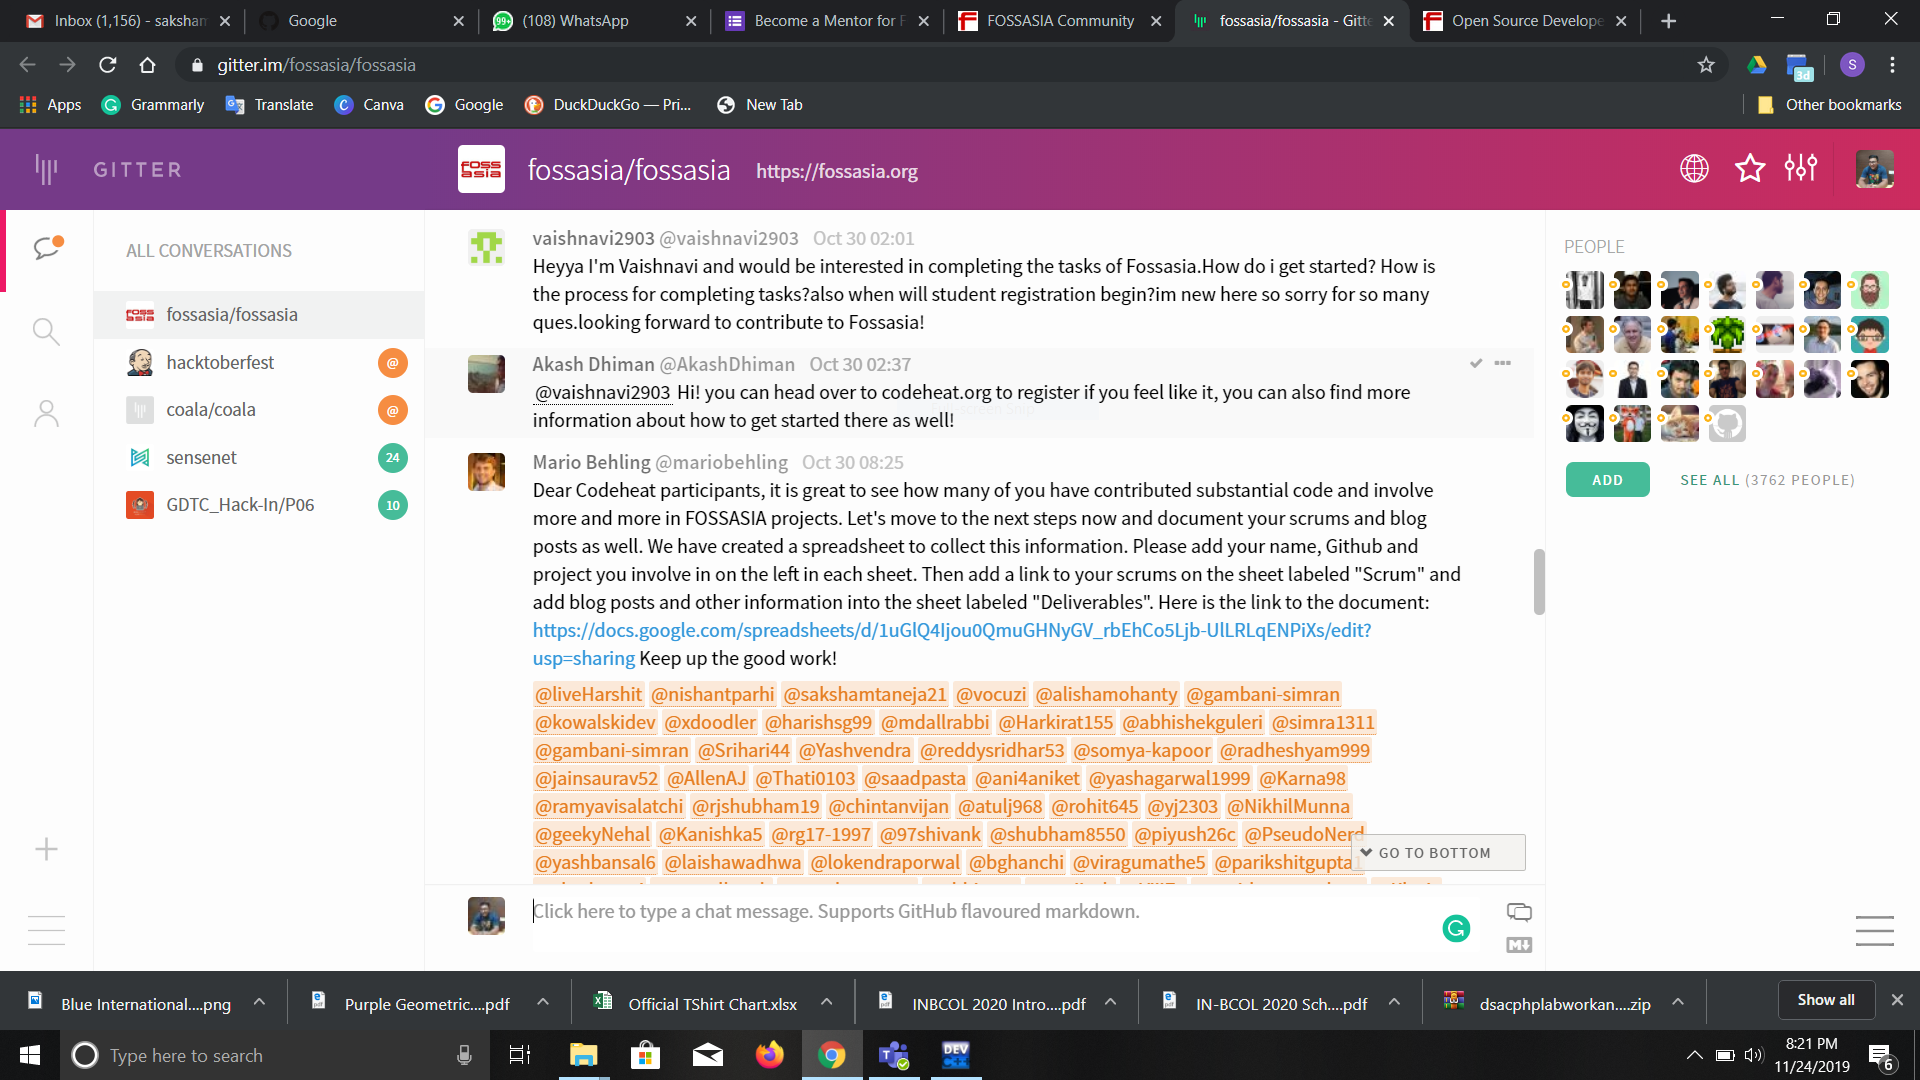 Inbox (1,156) - saksham
Google
(108) WhatsApp
Become a Mentor for F
FOSSASIA Community
fossasia/fossasia - Gitte
Open Source Develope
gitter.im/fossasia/fossasia
3d
S
Apps
Grammarly
Translate
Canva
Google
DuckDuckGo — Pri...
New Tab
Other bookmarks
GITTER
FOSS
ASIA
fossasia/fossasia
https://fossasia.org
ALL CONVERSATIONS
fossasia/fossasia
hacktoberfest @
coala/coala @
sensenet 24
GDTC_Hack-In/P06 10
vaishnavi2903 @vaishnavi2903 Oct 30 02:01
Heyya I'm Vaishnavi and would be interested in completing the tasks of Fossasia.How do i get started? How is
the process for completing tasks?also when will student registration begin?im new here so sorry for so many
ques.looking forward to contribute to Fossasia!
Akash Dhiman @AkashDhiman Oct 30 02:37
@vaishnavi2903 Hi! you can head over to codeheat.org to register if you feel like it, you can also find more
information about how to get started there as well!
Mario Behling @mariobehling Oct 30 08:25
Dear Codeheat participants, it is great to see how many of you have contributed substantial code and involve
more and more in FOSSASIA projects. Let's move to the next steps now and document your scrums and blog
posts as well. We have created a spreadsheet to collect this information. Please add your name, Github and
project you involve in on the left in each sheet. Then add a link to your scrums on the sheet labeled "Scrum" and
add blog posts and other information into the sheet labeled "Deliverables". Here is the link to the document:
https://docs.google.com/spreadsheets/d/1uGlQ4Ijou0QmuGHNyGV_rbEhCo5Ljb-UlLRLqENPiXs/edit?
usp=sharing Keep up the good work!
@liveHarshit @nishantparhi @sakshamtaneja21 @vocuzi @alishamohanty @gambani-simran
@kowalskidev @xdoodler @harishsg99 @mdallrabbi @Harkirat155 @abhishekguleri @simra1311
@gambani-simran @Srihari44 @Yashvendra @reddysridhar53 @somya-kapoor @radheshyam999
@jainsaurav52 @AllenAJ @Thati0103 @saadpasta @ani4aniket @yashagarwal1999 @Karna98
@ramyavisalatchi @rjshubham19 @chintanvijan @atulj968 @rohit645 @yj2303 @NikhilMunna
@geekyNehal @Kanishka5 @rg17-1997 @97shivank @shubham8550 @piyush26c @PseudoNerd
@yashbansal6 @laishawadhwa @lokendraporwal @bghanchi @viragumathe5 @parikshitgupta1
GO TO BOTTOM
Click here to type a chat message. Supports GitHub flavoured markdown.
PEOPLE
ADD
SEE ALL (3762 PEOPLE)
Blue International....png
Purple Geometric....pdf
Official TShirt Chart.xlsx
INBCOL 2020 Intro....pdf
IN-BCOL 2020 Sch....pdf
dsacphplabworkan....zip
Show all
Type here to search
DEV
8:21 PM
11/24/2019
6